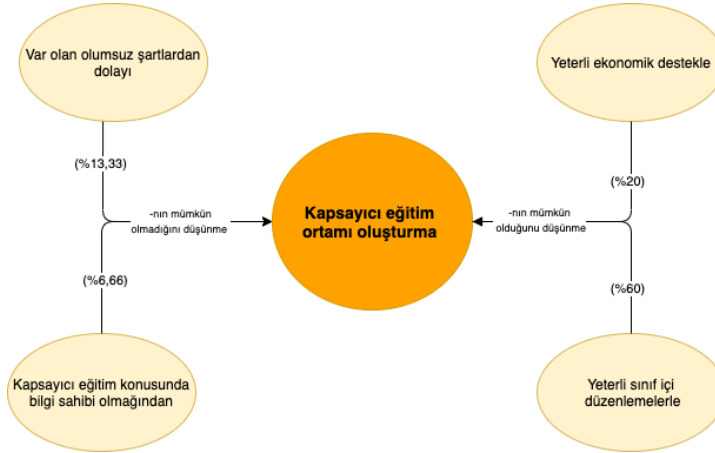 Var olan olumsuz şartlardan
dolayı
Yeterli ekonomik destekle
(%13,33)
(%20)
-nın mümkün
olmadığını düşünme
Kapsayıcı eğitim
ortamı oluşturma
-nın mümkün
olduğunu düşünme
(%6,66)
(%60)
Kapsayıcı eğitim konusunda
bilgi sahibi olmağından
Yeterli sınıf içi
düzenlemelerle